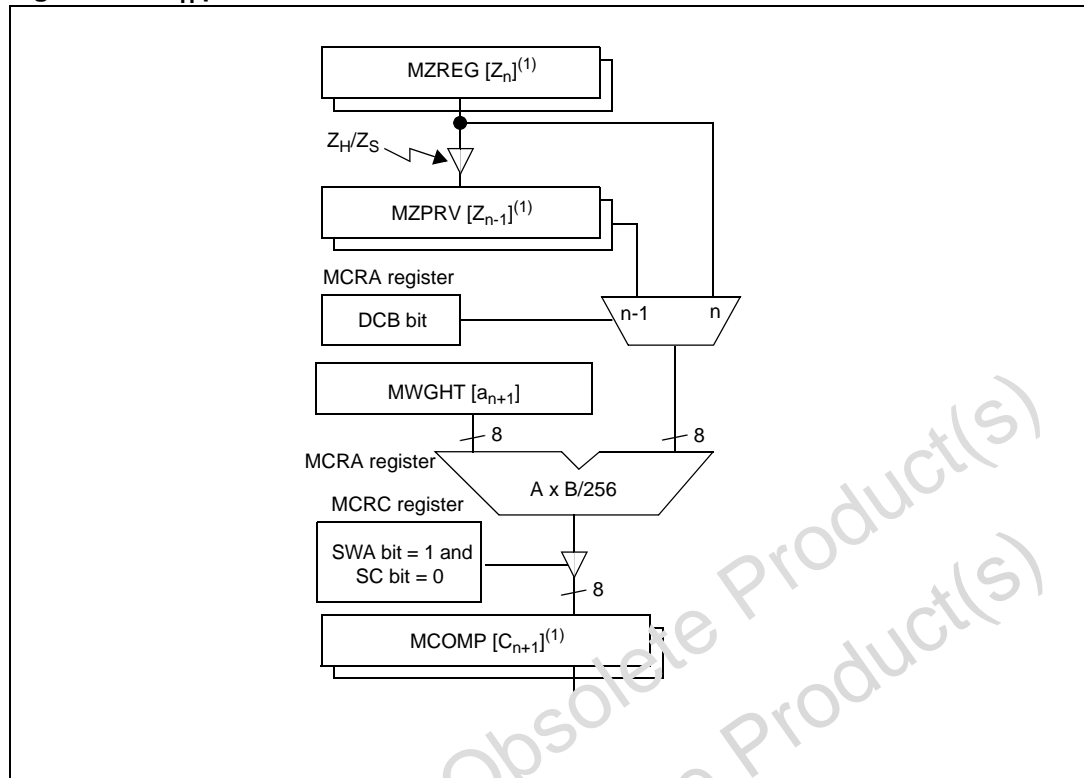 MZREG [Zn](1)
ZH/ZS
MZPRV [Zn-1](1)
MCRA register
DCB bit
n-1 n
MWGHT [an+1]
8 8
MCRA register
A x B/256
MCRC register
SWA bit = 1 and
SC bit = 0
8
MCOMP [Cn+1](1)
Obsolete Product(s)
Product(s)